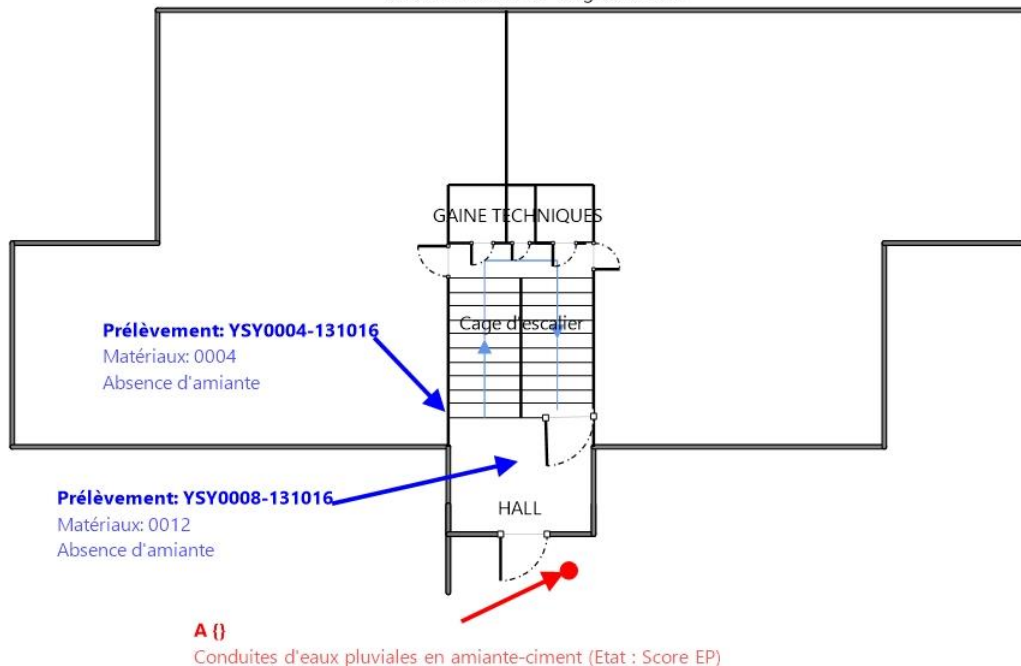 GAINE TECHNIQUES
Cage d'escalier
Prélèvement: YSY0004-131016
Matériaux: 0004
Absence d'amiante
Prélèvement: YSY0008-131016
Matériaux: 0012
Absence d'amiante
HALL
A {}
Conduites d'eaux pluviales en amiante-ciment (Etat : Score EP)